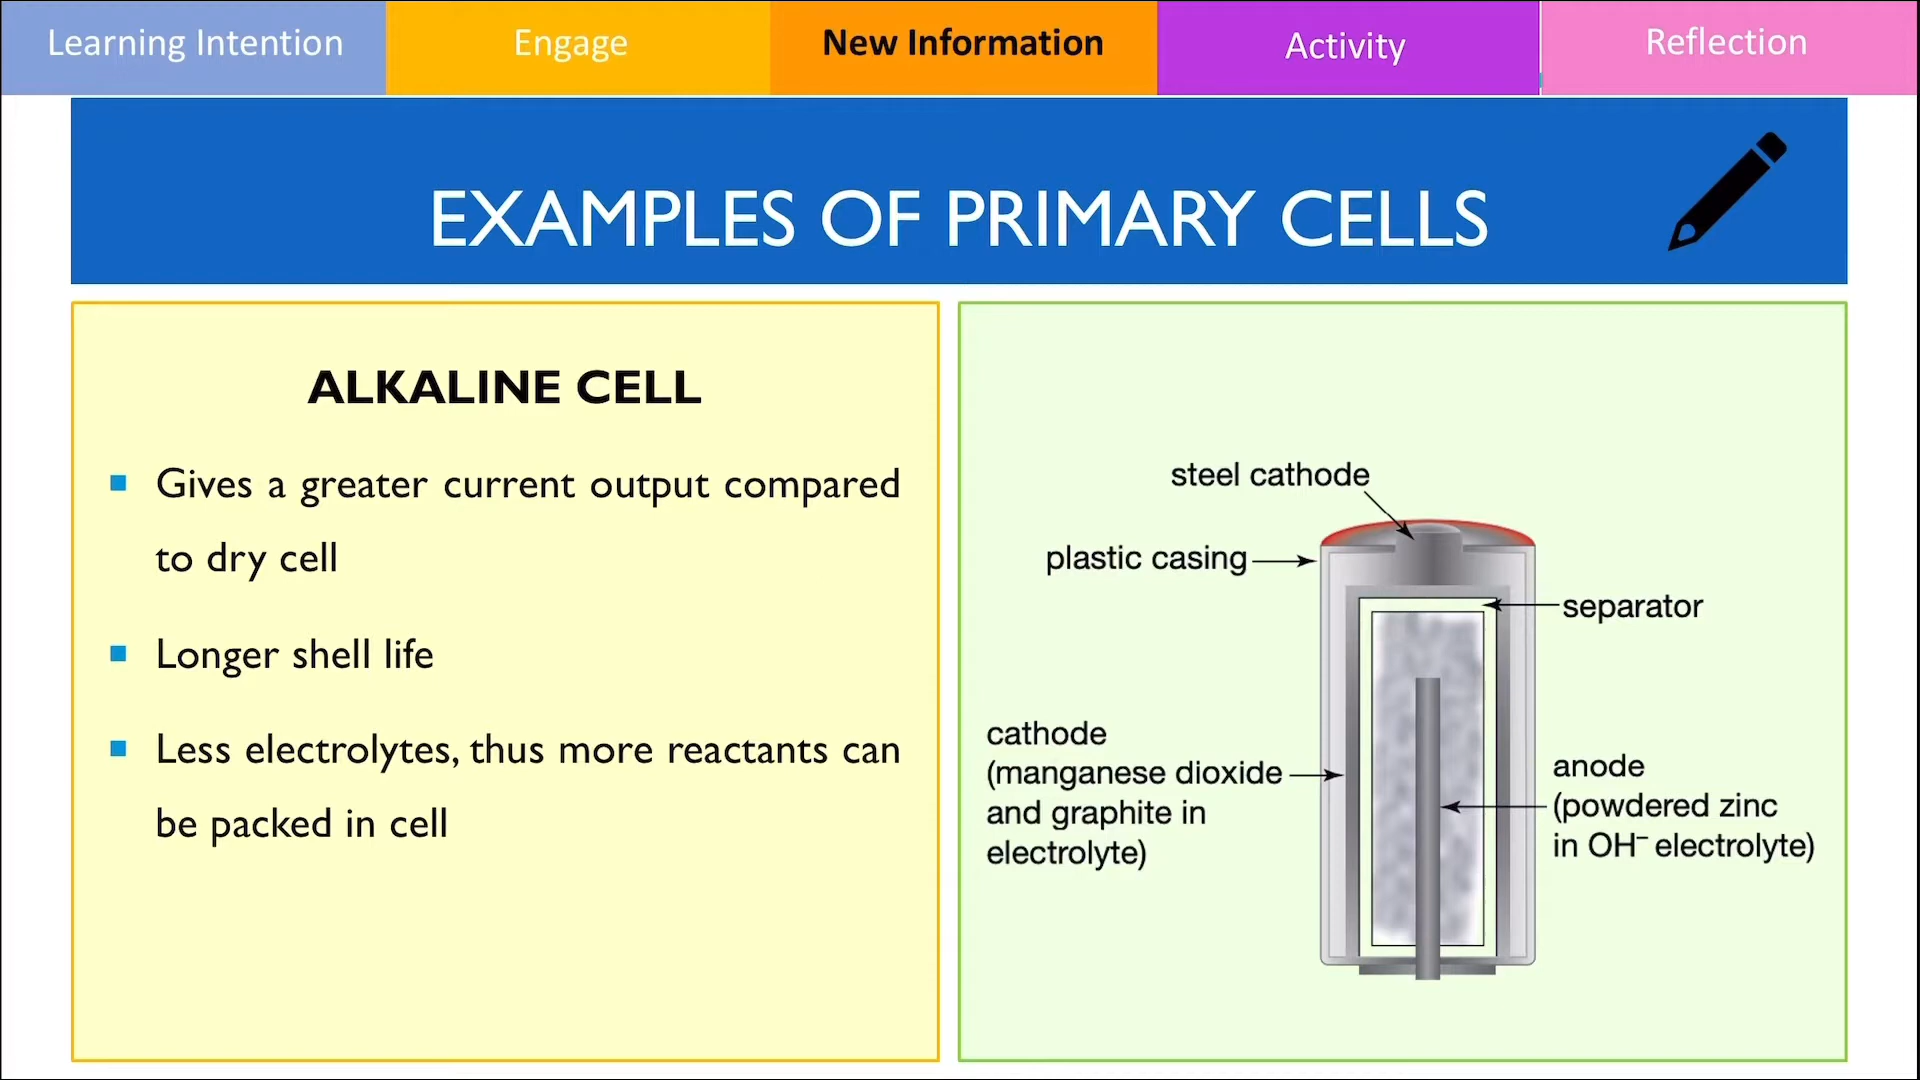 Learning Intention
Engage
New Information
Activity
Reflection
EXAMPLES OF PRIMARY CELLS
ALKALINE CELL
Gives a greater current output compared
to dry cell
Longer shell life
Less electrolytes, thus more reactants can
be packed in cell
steel cathode
plastic casing
separator
cathode
(manganese dioxide
and graphite in
electrolyte)
anode
(powdered zinc
in OH⁻ electrolyte)